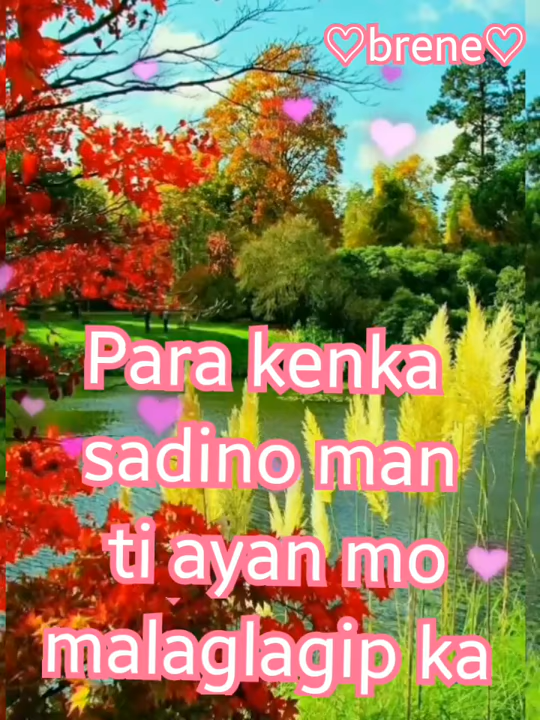 ♡brene♡
Para kenka
sadino man
ti ayan mo
malaglagip ka